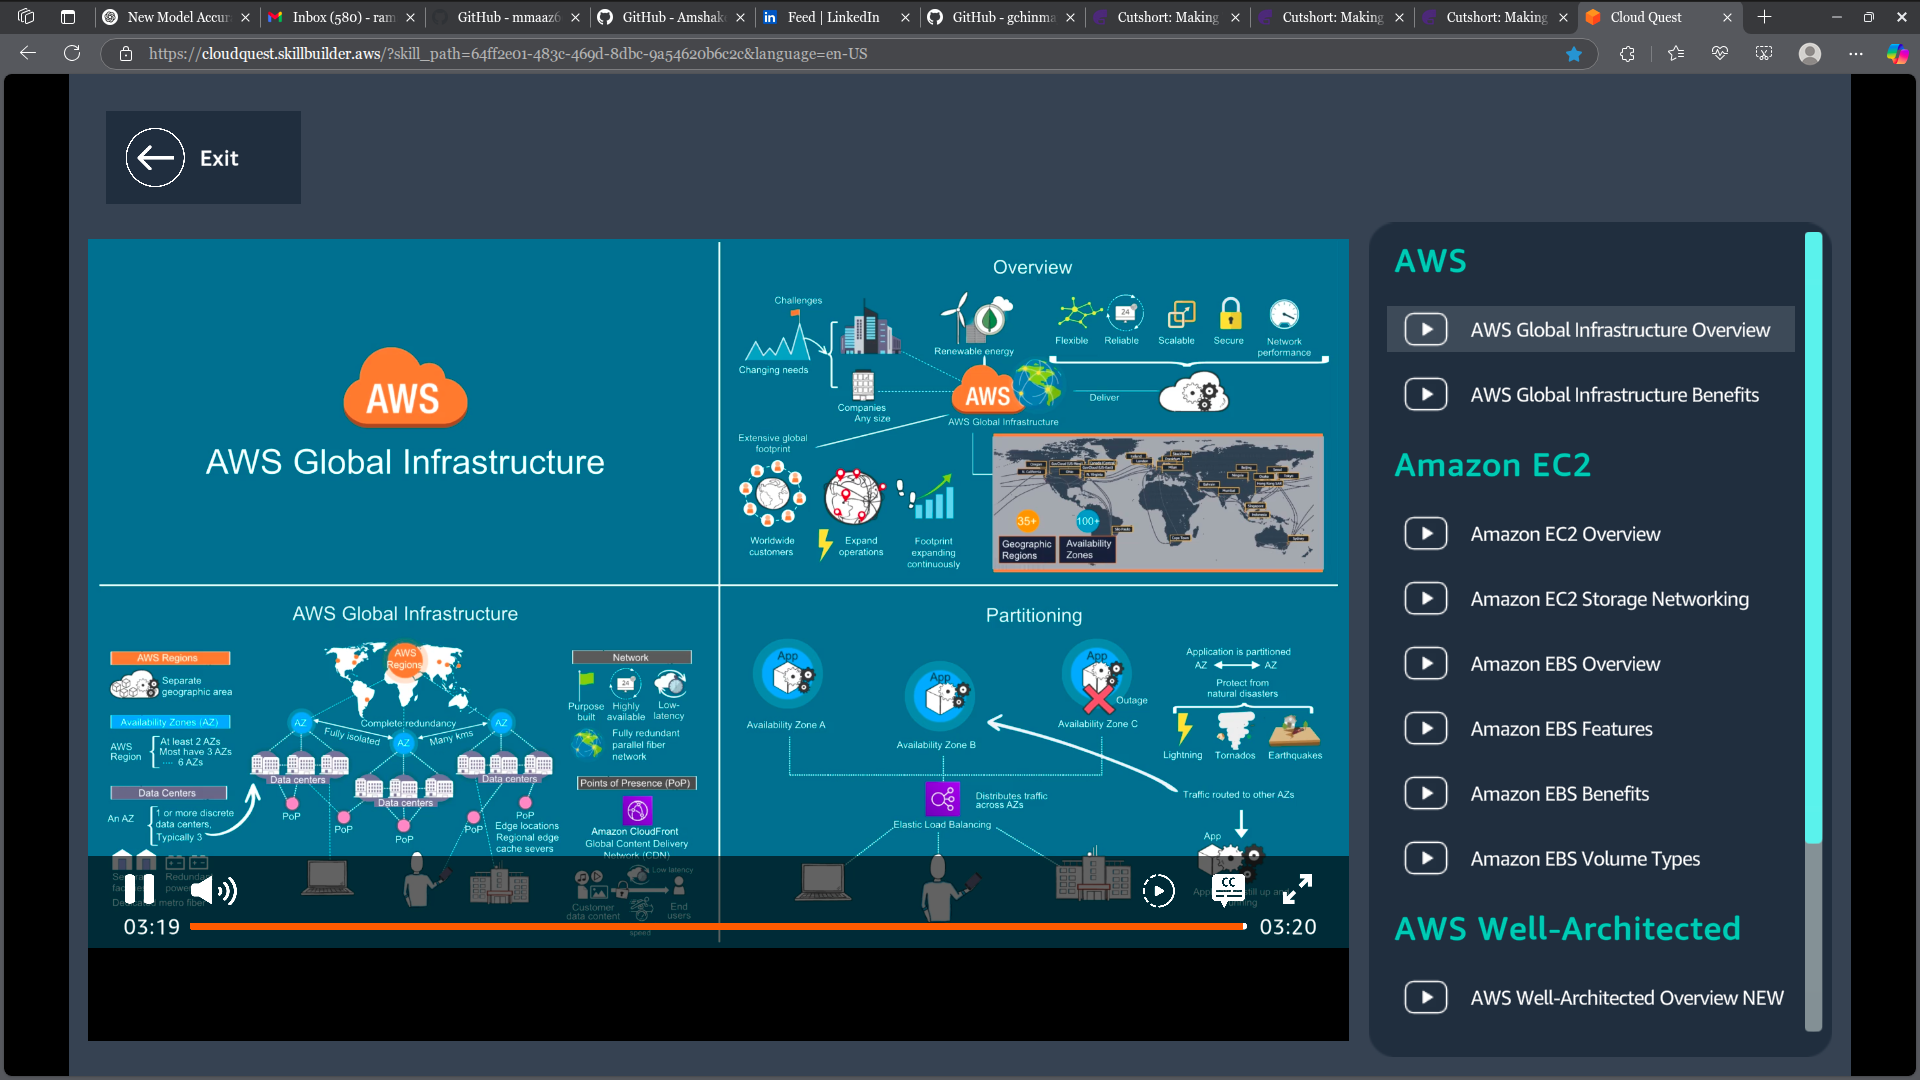 New Model Accur
Inbox (580) - ram
GitHub - mmaaz6
GitHub - Amshak
Feed | LinkedIn
GitHub - gchinma
Cutshort: Making
Cutshort: Making
Cutshort: Making
Cloud Quest
https://cloudquest.skillbuilder.aws/?skill_path=64ff2e01-483c-469d-8dbc-9a54620b6c2c&language=en-US
Exit
AWS
AWS Global Infrastructure
Overview
Challenges
Changing needs
Companies
Any size
Renewable energy
Flexible
Reliable
Scalable
Secure
Network
performance
AWS
AWS Global Infrastructure
Deliver
Extensive global
footprint
Worldwide
customers
Expand
operations
Footprint
expanding
continuously
35+
Geographic
Regions
100+
Availability
Zones
AWS Global Infrastructure
AWS Regions
Separate
geographic area
Availability Zones (AZ)
AWS
Region
At least 2 AZs
Most have 3 AZs
···· 6 AZs
Data Centers
An AZ
1 or more discrete
data centers,
Typically 3
AWS
Regions
AZ
AZ
AZ
Complete redundancy
Fully isolated
Many kms
Data centers
Data centers
Data centers
PoP
PoP
PoP
PoP
PoP
Edge locations
Regional edge
cache severs
Network
Purpose
built
Highly
available
Low-
latency
Fully redundant
parallel fiber
network
Points of Presence (PoP)
Amazon CloudFront
Global Content Delivery
Network (CDN)
Low latency
Customer
data content
End
users
speed
Partitioning
App
Availability Zone A
App
Availability Zone B
App
Outage
Availability Zone C
Application is partitioned
AZ
AZ
Protect from
natural disasters
Lightning
Tornados
Earthquakes
Distributes traffic
across AZs
Elastic Load Balancing
Traffic routed to other AZs
App
CC
03:19
03:20
AWS
AWS Global Infrastructure Overview
AWS Global Infrastructure Benefits
Amazon EC2
Amazon EC2 Overview
Amazon EC2 Storage Networking
Amazon EBS Overview
Amazon EBS Features
Amazon EBS Benefits
Amazon EBS Volume Types
AWS Well-Architected
AWS Well-Architected Overview NEW